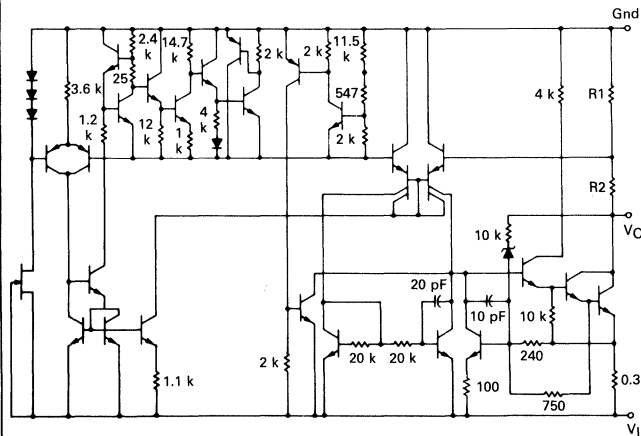 Gnd
2.4 k
14.7 k
2 k
2 k
11.5 k
3.6 k
25
4 k
R1
547
1.2 k
12 k
1 k
4 k
2 k
R2
10 k
VO
20 pF
10 pF
10 k
20 k
20 k
240
2 k
1.1 k
100
750
0.3
VI